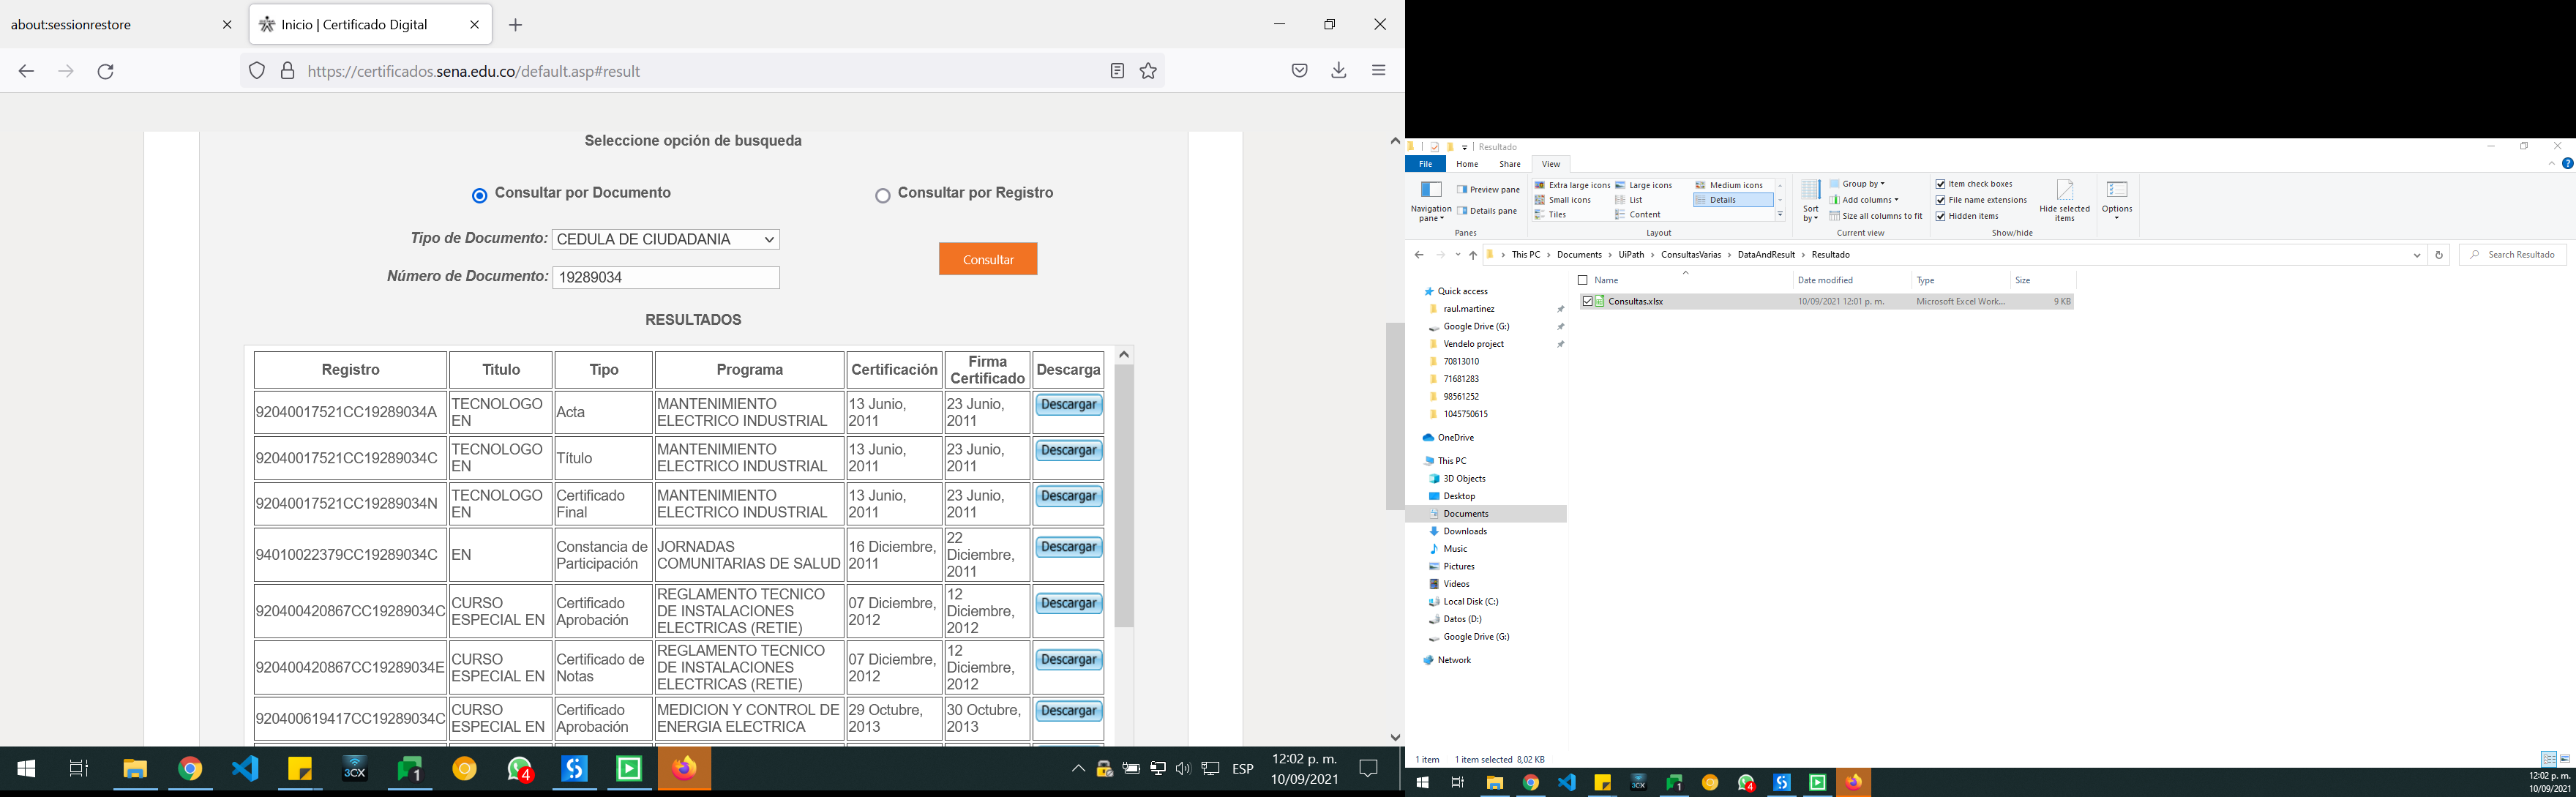 about:sessionrestore
Inicio | Certificado Digital
https://certificados.sena.edu.co/default.asp#result
Seleccione opción de busqueda
Consultar por Documento
Consultar por Registro
Tipo de Documento: CEDULA DE CIUDADANIA
Consultar
Número de Documento: 19289034
RESULTADOS
Registro Titulo Tipo Programa Certificación Firma Certificado Descarga
92040017521CC19289034A TECNOLOGO EN Acta MANTENIMIENTO ELECTRICO INDUSTRIAL 13 Junio, 2011 23 Junio, 2011 Descargar
92040017521CC19289034C TECNOLOGO EN Título MANTENIMIENTO ELECTRICO INDUSTRIAL 13 Junio, 2011 23 Junio, 2011 Descargar
92040017521CC19289034N TECNOLOGO EN Certificado Final MANTENIMIENTO ELECTRICO INDUSTRIAL 13 Junio, 2011 23 Junio, 2011 Descargar
94010022379CC19289034C EN Constancia de Participación JORNADAS COMUNITARIAS DE SALUD 16 Diciembre, 2011 22 Diciembre, 2011 Descargar
920400420867CC19289034C CURSO ESPECIAL EN Certificado Aprobación REGLAMENTO TECNICO DE INSTALACIONES ELECTRICAS (RETIE) 07 Diciembre, 2012 12 Diciembre, 2012 Descargar
920400420867CC19289034E CURSO ESPECIAL EN Certificado de Notas REGLAMENTO TECNICO DE INSTALACIONES ELECTRICAS (RETIE) 07 Diciembre, 2012 12 Diciembre, 2012 Descargar
920400619417CC19289034C CURSO ESPECIAL EN Certificado Aprobación MEDICION Y CONTROL DE ENERGIA ELECTRICA 29 Octubre, 2013 30 Octubre, 2013 Descargar
3CX
1
4
ESP
12:02 p. m.
10/09/2021
Resultado
File Home Share View
Navigation pane
Preview pane
Details pane
Panes
Extra large icons Large icons Medium icons
Small icons List Details
Tiles Content
Layout
Sort by
Group by
Add columns
Size all columns to fit
Current view
Item check boxes
File name extensions
Hidden items
Hide selected items
Show/hide
Options
This PC > Documents > UiPath > ConsultasVarias > DataAndResult > Resultado
Search Resultado
Name Date modified Type Size
Consultas.xlsx 10/09/2021 12:01 p. m. Microsoft Excel Work... 9 KB
Quick access
raul.martinez
Google Drive (G:)
Vendelo project
70813010
71681283
98561252
1045750615
OneDrive
This PC
3D Objects
Desktop
Documents
Downloads
Music
Pictures
Videos
Local Disk (C:)
Datos (D:)
Google Drive (G:)
Network
1 item 1 item selected 8,02 KB
3CX
1
4
12:02 p. m.
10/09/2021